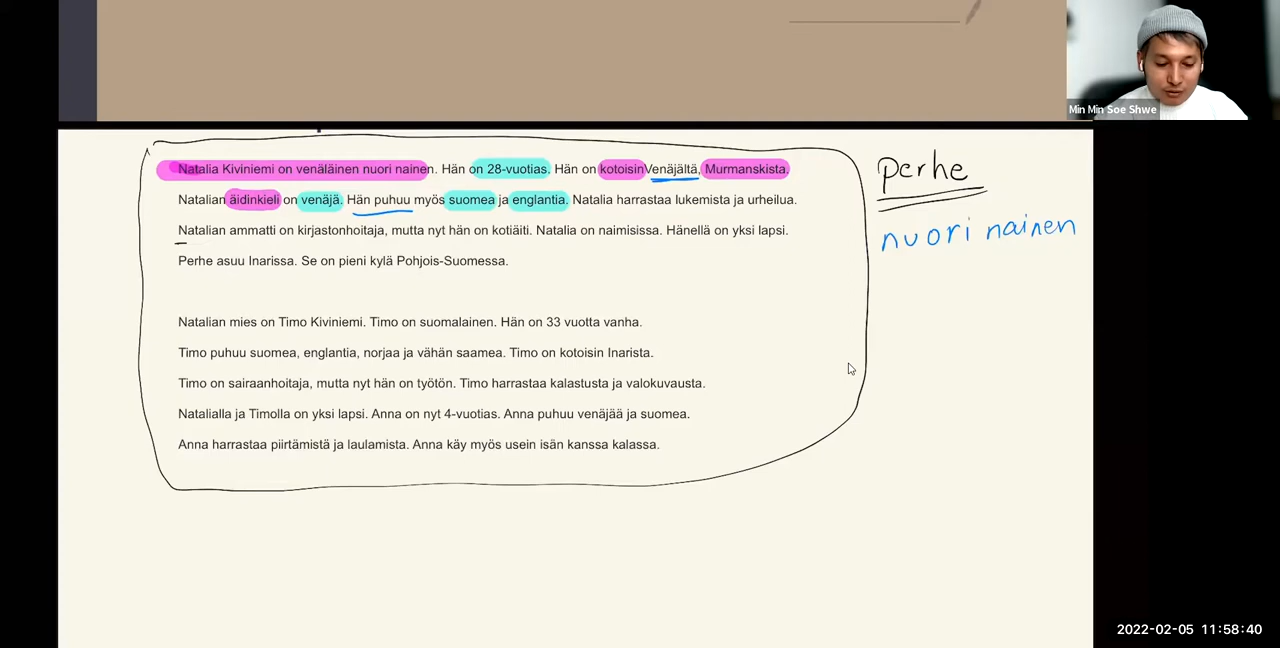 Min Min Soe Shwe
Natalia Kiviniemi on venäläinen nuori nainen. Hän on 28-vuotias. Hän on kotoisin Venäjältä, Murmanskista.
perhe
Natalian äidinkieli on venäjä. Hän puhuu myös suomea ja englantia. Natalia harrastaa lukemista ja urheilua.
nuori nainen
Natalian ammatti on kirjastonhoitaja, mutta nyt hän on kotiäiti. Natalia on naimisissa. Hänellä on yksi lapsi.
Perhe asuu Inarissa. Se on pieni kylä Pohjois-Suomessa.
Natalian mies on Timo Kiviniemi. Timo on suomalainen. Hän on 33 vuotta vanha.
Timo puhuu suomea, englantia, norjaa ja vähän saamea. Timo on kotoisin Inarista.
Timo on sairaanhoitaja, mutta nyt hän on työtön. Timo harrastaa kalastusta ja valokuvausta.
Natalialla ja Timolla on yksi lapsi. Anna on nyt 4-vuotias. Anna puhuu venäjää ja suomea.
Anna harrastaa piirtämistä ja laulamista. Anna käy myös usein isän kanssa kalassa.
2022-02-05 11:58:40